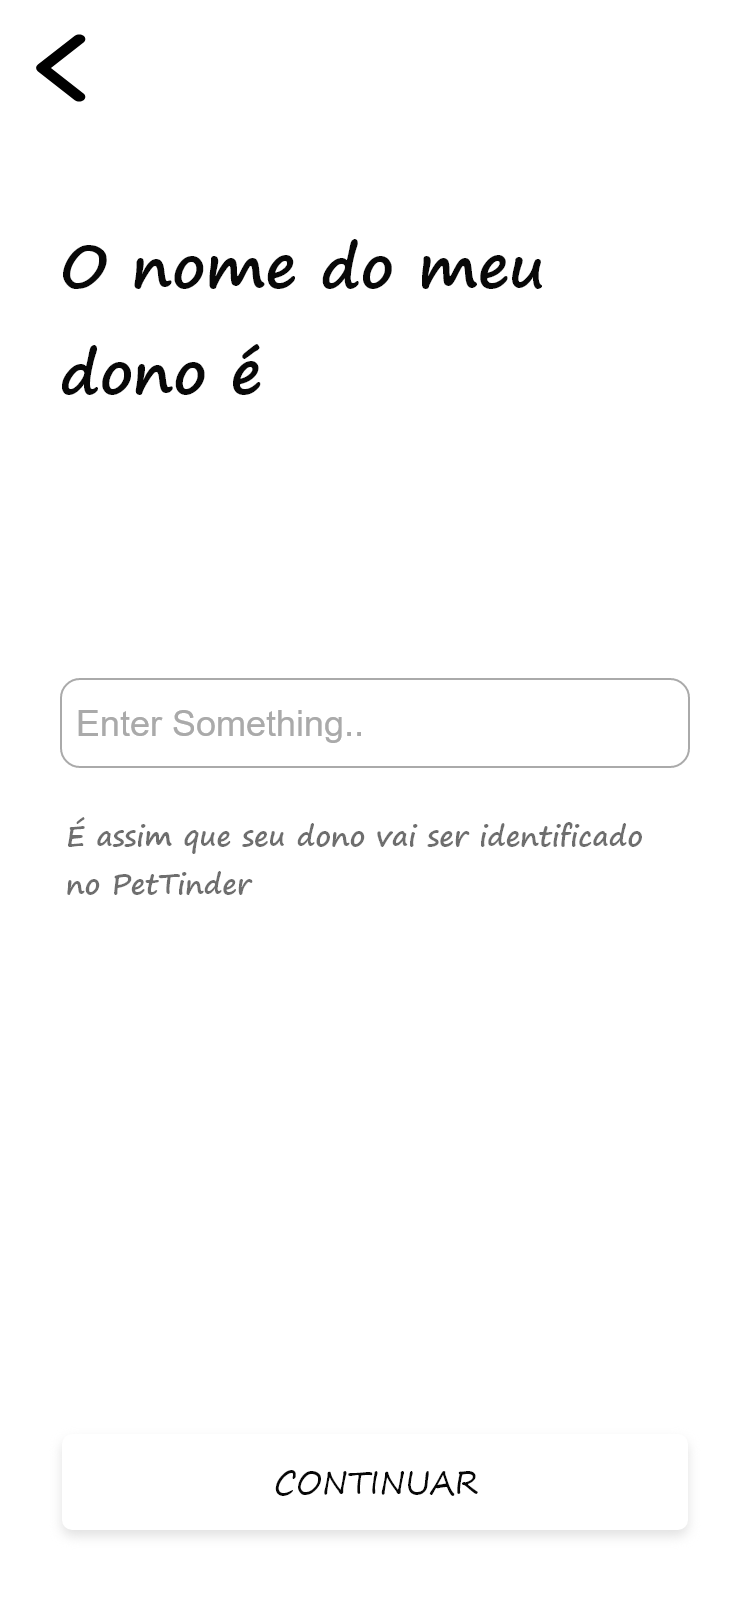 O nome do meu
dono é
Enter Something..
É assim que seu dono vai ser identificado
no PetTinder
CONTINUAR